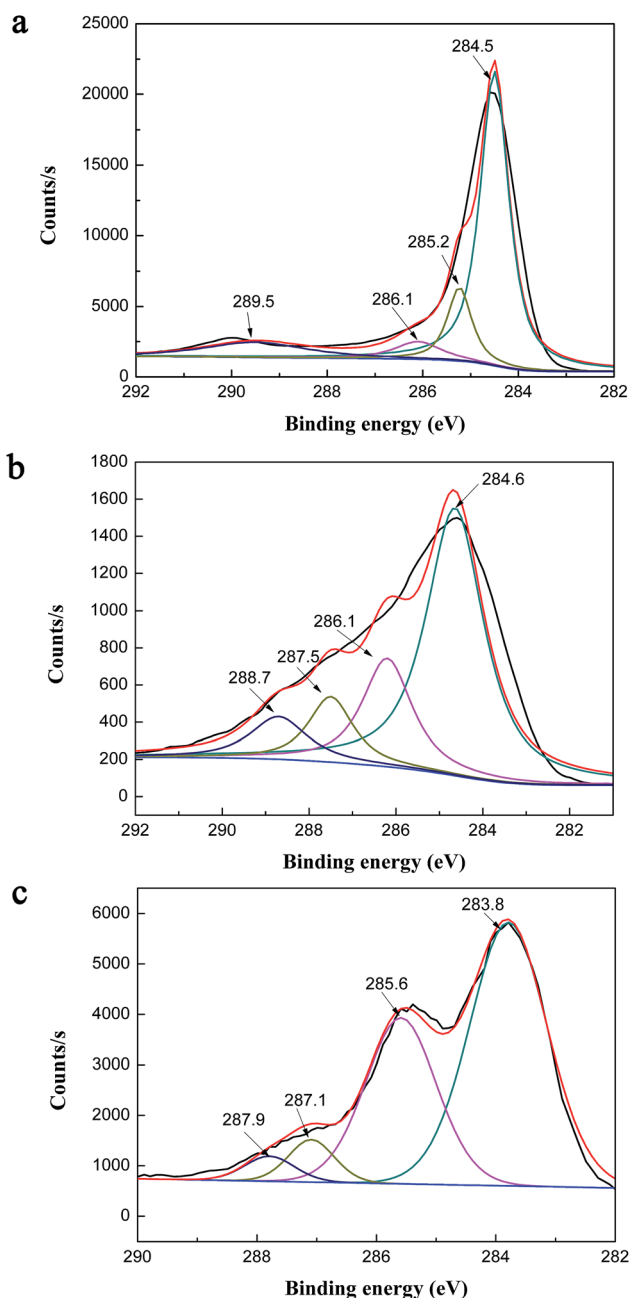 a
25000
20000
15000
10000
5000
0
284.5
285.2
286.1
289.5
292 290 288 286 284 282
Counts/s
Binding energy (eV)
b
1800
1600
1400
1200
1000
800
600
400
200
0
284.6
286.1
287.5
288.7
292 290 288 286 284 282
Counts/s
Binding energy (eV)
c
6000
5000
4000
3000
2000
1000
0
283.8
285.6
287.1
287.9
290 288 286 284 282
Counts/s
Binding energy (eV)